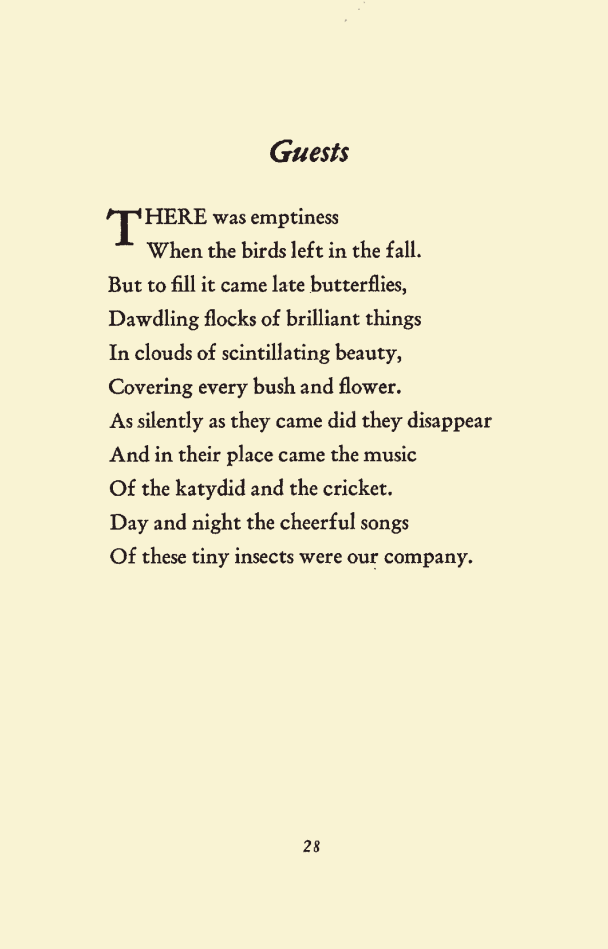 Guests
THERE was emptiness
When the birds left in the fall.
But to fill it came late butterflies,
Dawdling flocks of brilliant things
In clouds of scintillating beauty,
Covering every bush and flower.
As silently as they came did they disappear
And in their place came the music
Of the katydid and the cricket.
Day and night the cheerful songs
Of these tiny insects were our company.
28